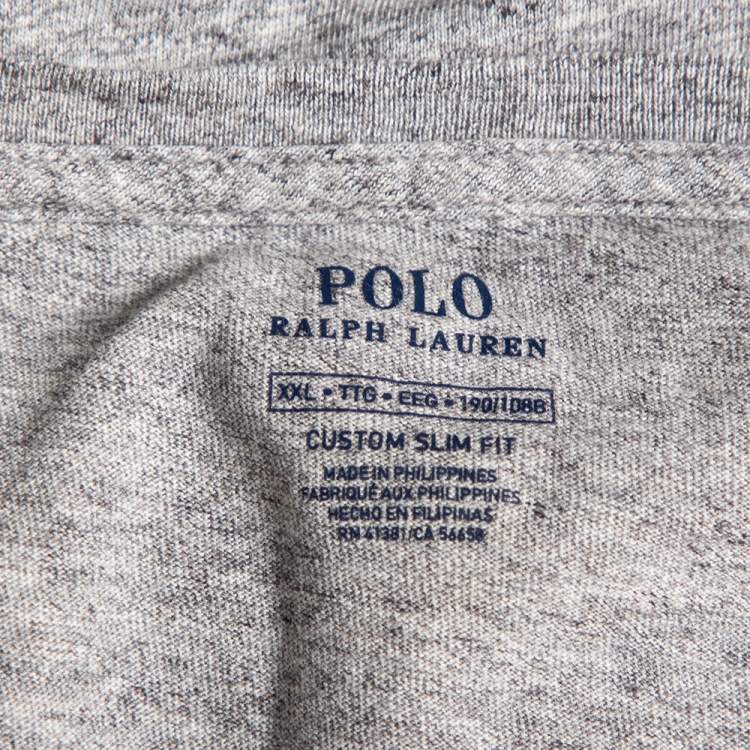 POLO
RALPH LAUREN
XXL • TTG • EEG • 190/108B
CUSTOM SLIM FIT
MADE IN PHILIPPINES
FABRIQUÉ AUX PHILIPPINES
HECHO EN FILIPINAS
RN 41381/CA 56658